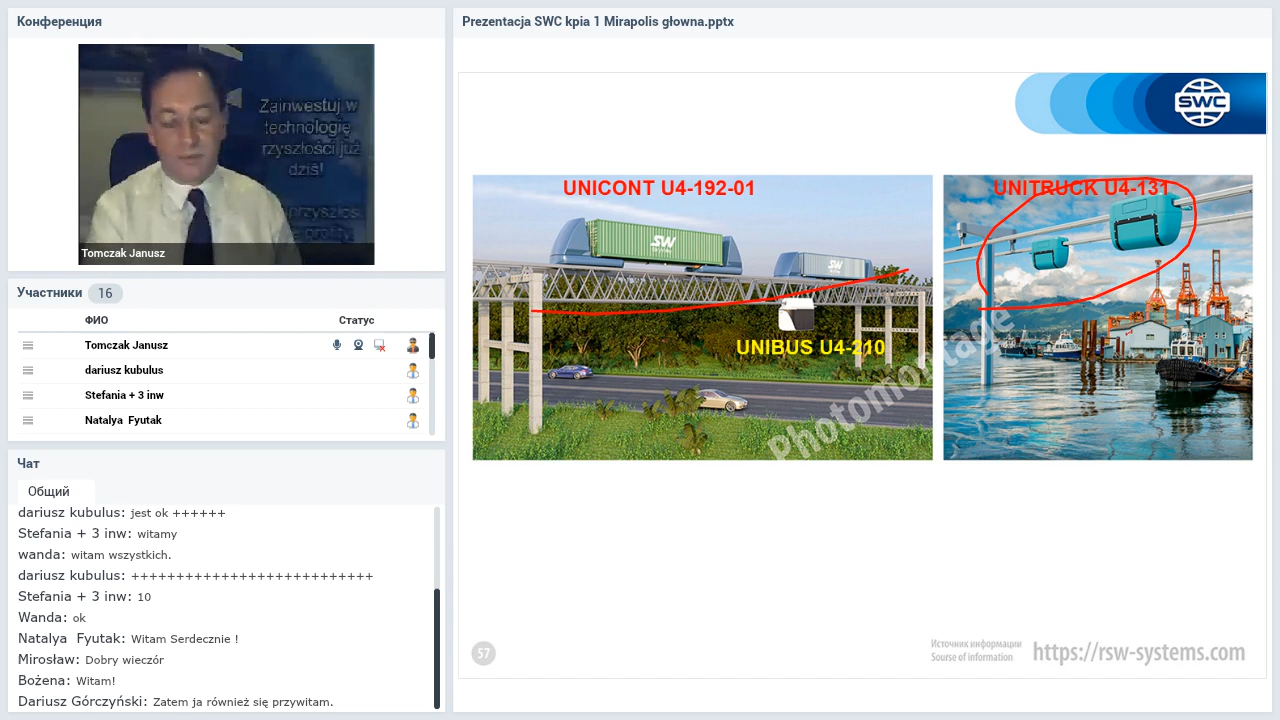 Конференция
Zainwestuj w
technologię
rzyszłości już
dziś!
Tomczak Janusz
Участники 16
ФИО Статус
Tomczak Janusz
dariusz kubulus
Stefania + 3 inw
Natalya Fyutak
Чат
Общий
dariusz kubulus: jest ok ++++++
Stefania + 3 inw: witamy
wanda: witam wszystkich.
dariusz kubulus: +++++++++++++++++++++++++++
Stefania + 3 inw: 10
Wanda: ok
Natalya Fyutak: Witam Serdecznie !
Mirosław: Dobry wieczór
Bożena: Witam!
Dariusz Górczyński: Zatem ja również się przywitam.
Prezentacja SWC kpia 1 Mirapolis głowna.pptx
SWC
UNICONT U4-192-01
SW
UNIBUS U4-210
UNITRUCK U4-131
Photomontage
57
Источник информации
Sourse of information
https://rsw-systems.com